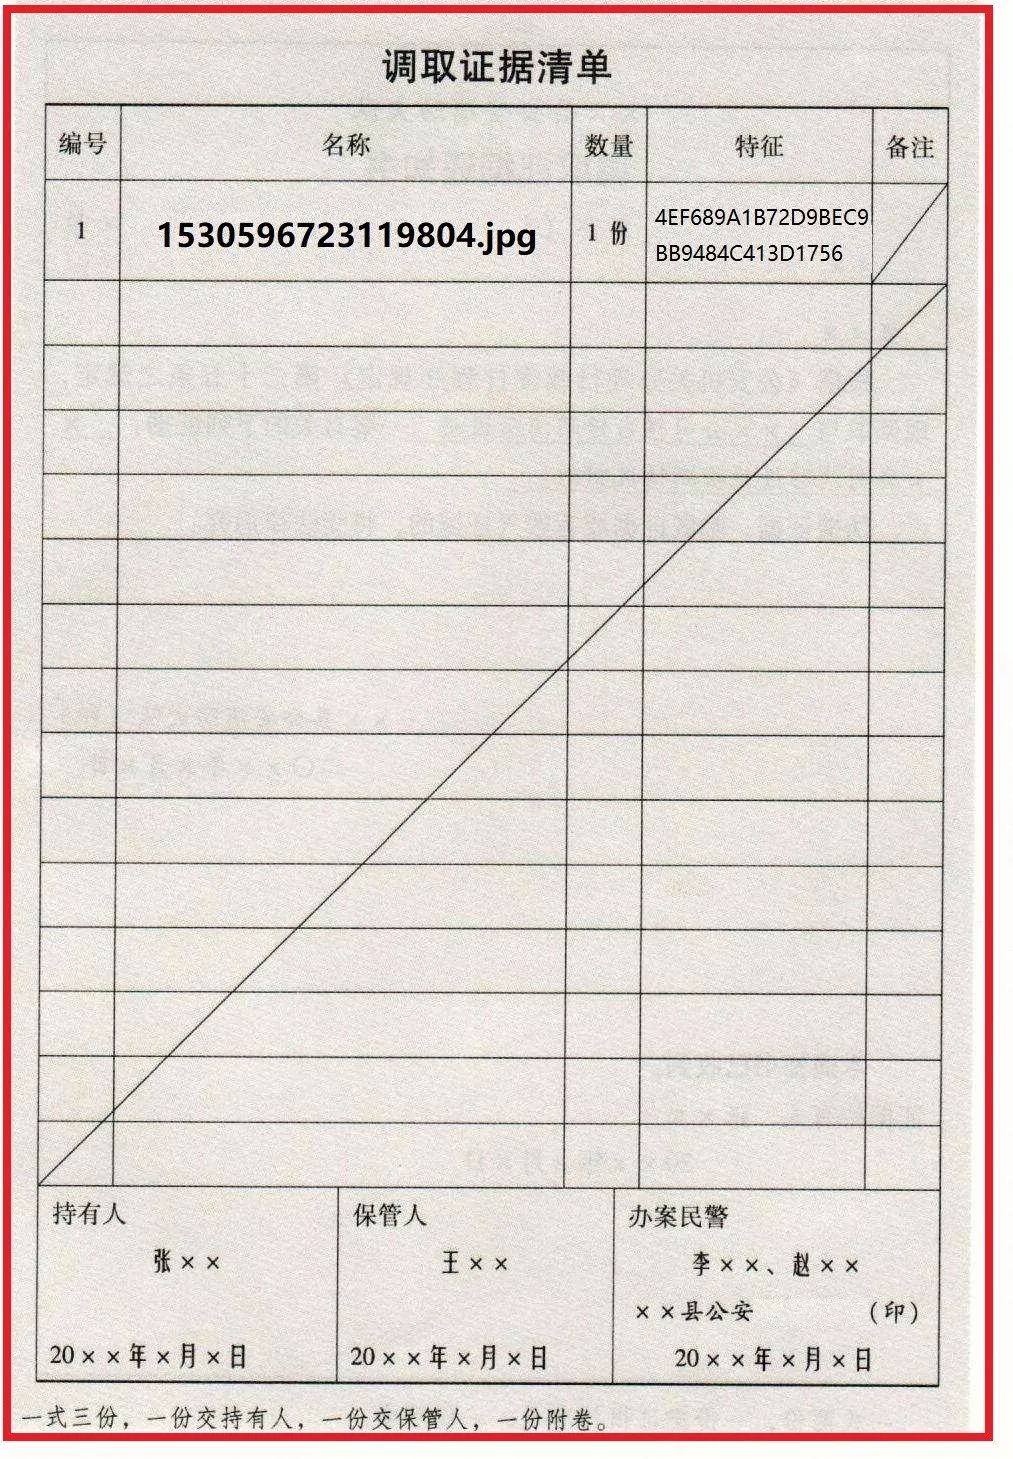 调取证据清单
编号 名称 数量 特征 备注
1 1530596723119804.jpg 1 份 4EF689A1B72D9BEC9
BB9484C413D1756
持有人 保管人 办案民警
张×× 王×× 李××、赵××
××县公安 （印）
20××年×月×日 20××年×月×日 20××年×月×日
一式三份，一份交持有人，一份交保管人，一份附卷。